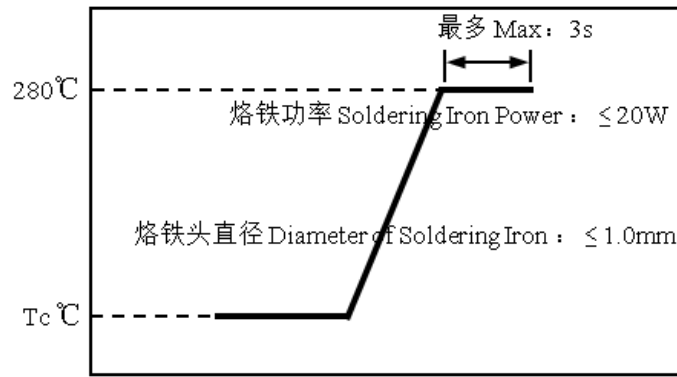 最多 Max：3s
280℃
烙铁功率 Soldering Iron Power： ≤20W
烙铁头直径 Diameter of Soldering Iron： ≤1.0mm
Tc ℃